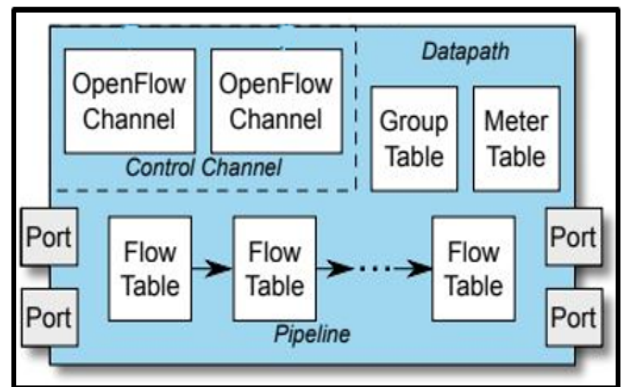 OpenFlow
Channel
OpenFlow
Channel
Control Channel
Datapath
Group
Table
Meter
Table
Port
Port
Flow
Table
Flow
Table
...
Flow
Table
Pipeline
Port
Port